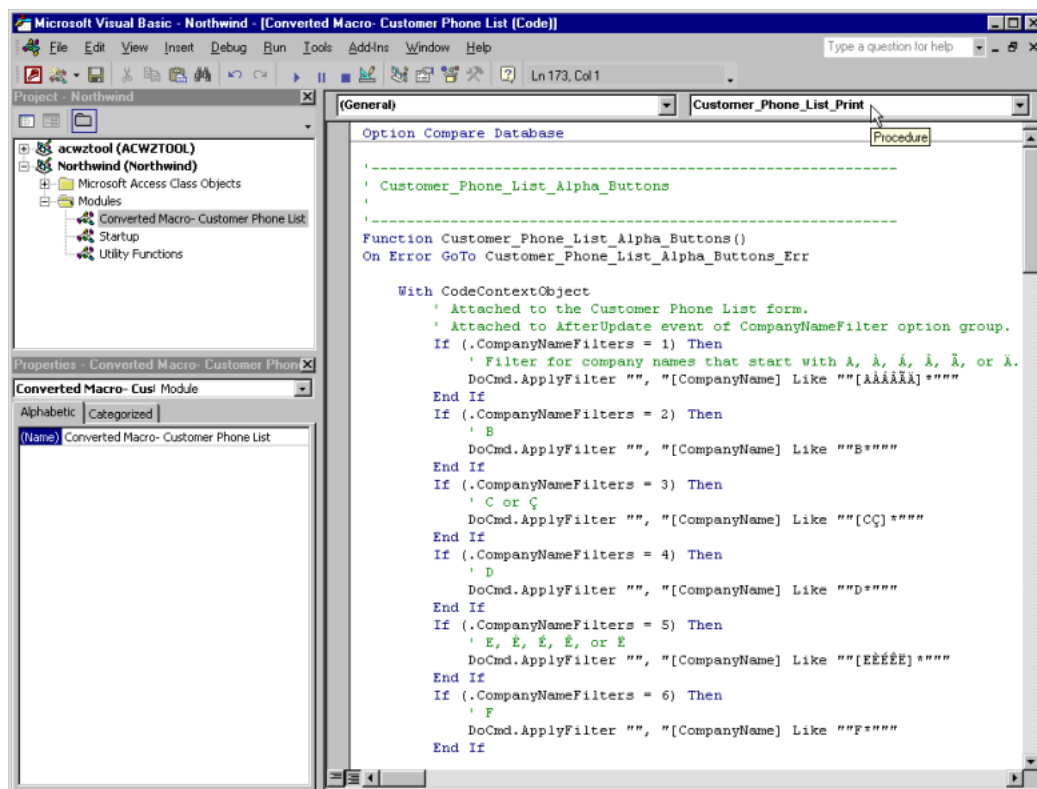 Microsoft Visual Basic - Northwind - [Converted Macro- Customer Phone List (Code)]
File Edit View Insert Debug Run Tools Add-Ins Window Help
Type a question for help
Ln 173, Col 1
Project - Northwind
acwztool (ACWZTOOL)
Northwind (Northwind)
Microsoft Access Class Objects
Modules
Converted Macro- Customer Phone List
Startup
Utility Functions
Properties - Converted Macro- Customer Phon
Converted Macro- Cus Module
Alphabetic Categorized
(Name) Converted Macro- Customer Phone List
(General) Customer_Phone_List_Print
Procedure
Option Compare Database
'------------------------------------------------------------
' Customer_Phone_List_Alpha_Buttons
'
'------------------------------------------------------------
Function Customer_Phone_List_Alpha_Buttons()
On Error GoTo Customer_Phone_List_Alpha_Buttons_Err
With CodeContextObject
' Attached to the Customer Phone List form.
' Attached to AfterUpdate event of CompanyNameFilter option group.
If (.CompanyNameFilters = 1) Then
' Filter for company names that start with A, À, Á, Â, Ã, or Ä.
DoCmd.ApplyFilter "", "[CompanyName] Like ""[AÀÁÂÃÄ]*"""
End If
If (.CompanyNameFilters = 2) Then
' B
DoCmd.ApplyFilter "", "[CompanyName] Like ""B*"""
End If
If (.CompanyNameFilters = 3) Then
' C or Ç
DoCmd.ApplyFilter "", "[CompanyName] Like ""[CÇ]*"""
End If
If (.CompanyNameFilters = 4) Then
' D
DoCmd.ApplyFilter "", "[CompanyName] Like ""D*"""
End If
If (.CompanyNameFilters = 5) Then
' E, È, É, Ê, or Ë
DoCmd.ApplyFilter "", "[CompanyName] Like ""[EÈÉÊË]*"""
End If
If (.CompanyNameFilters = 6) Then
' F
DoCmd.ApplyFilter "", "[CompanyName] Like ""F*"""
End If